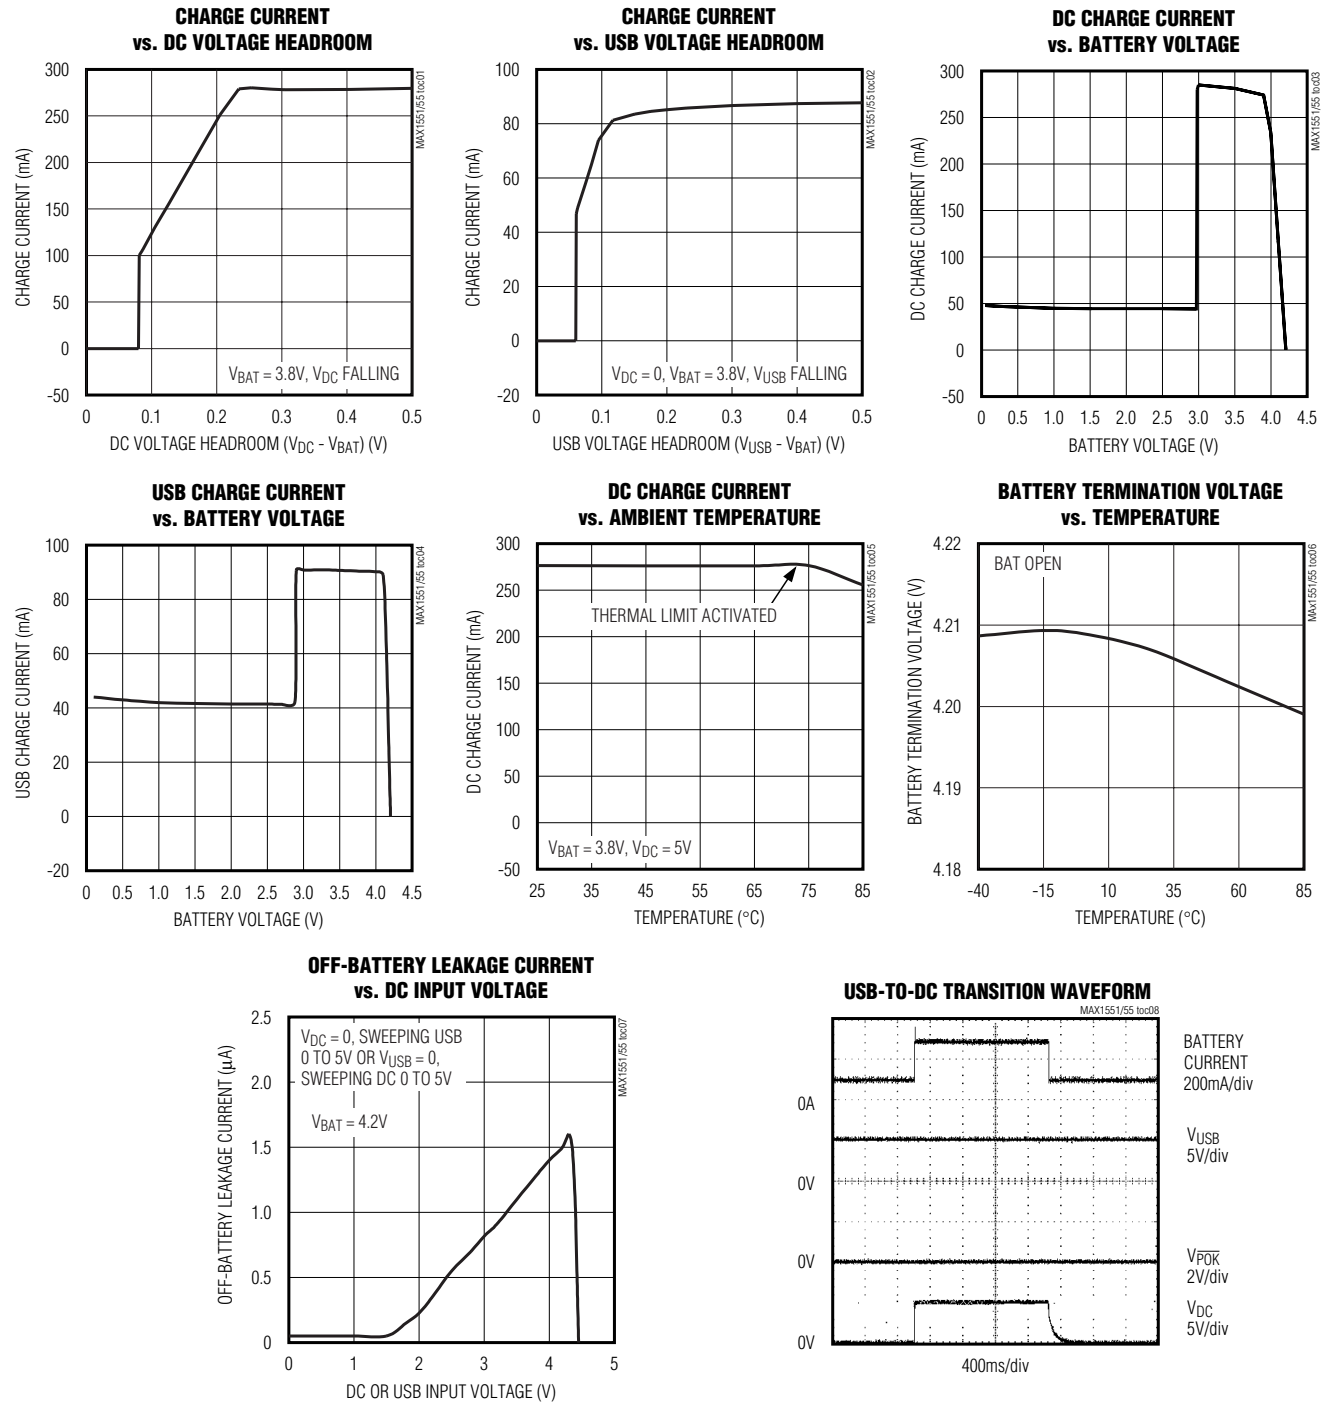 CHARGE CURRENT
vs. DC VOLTAGE HEADROOM
MAX1551/55 toc01
CHARGE CURRENT (mA)
300
250
200
150
100
50
0
-50
VBAT = 3.8V, VDC FALLING
0 0.1 0.2 0.3 0.4 0.5
DC VOLTAGE HEADROOM (VDC - VBAT) (V)
CHARGE CURRENT
vs. USB VOLTAGE HEADROOM
MAX1551/55 toc02
CHARGE CURRENT (mA)
100
80
60
40
20
0
-20
VDC = 0, VBAT = 3.8V, VUSB FALLING
0 0.1 0.2 0.3 0.4 0.5
USB VOLTAGE HEADROOM (VUSB - VBAT) (V)
DC CHARGE CURRENT
vs. BATTERY VOLTAGE
MAX1551/55 toc03
DC CHARGE CURRENT (mA)
300
250
200
150
100
50
0
-50
0 0.5 1.0 1.5 2.0 2.5 3.0 3.5 4.0 4.5
BATTERY VOLTAGE (V)
USB CHARGE CURRENT
vs. BATTERY VOLTAGE
MAX1551/55 toc04
USB CHARGE CURRENT (mA)
100
80
60
40
20
0
-20
0 0.5 1.0 1.5 2.0 2.5 3.0 3.5 4.0 4.5
BATTERY VOLTAGE (V)
DC CHARGE CURRENT
vs. AMBIENT TEMPERATURE
MAX1551/55 toc05
DC CHARGE CURRENT (mA)
300
250
200
150
100
50
0
-50
THERMAL LIMIT ACTIVATED
VBAT = 3.8V, VDC = 5V
25 35 45 55 65 75 85
TEMPERATURE (°C)
BATTERY TERMINATION VOLTAGE
vs. TEMPERATURE
MAx1551/55 toc06
BATTERY TERMINATION VOLTAGE (V)
4.22
4.21
4.20
4.19
4.18
BAT OPEN
-40 -15 10 35 60 85
TEMPERATURE (°C)
OFF-BATTERY LEAKAGE CURRENT
vs. DC INPUT VOLTAGE
MAX1551/55 toc07
OFF-BATTERY LEAKAGE CURRENT (µA)
2.5
2.0
1.5
1.0
0.5
0
VDC = 0, SWEEPING USB
0 TO 5V OR VUSB = 0,
SWEEPING DC 0 TO 5V
VBAT = 4.2V
0 1 2 3 4 5
DC OR USB INPUT VOLTAGE (V)
USB-TO-DC TRANSITION WAVEFORM
MAX1551/55 toc08
BATTERY
CURRENT
200mA/div
0A
VUSB
5V/div
0V
0V
VPOK
2V/div
VDC
5V/div
0V
400ms/div